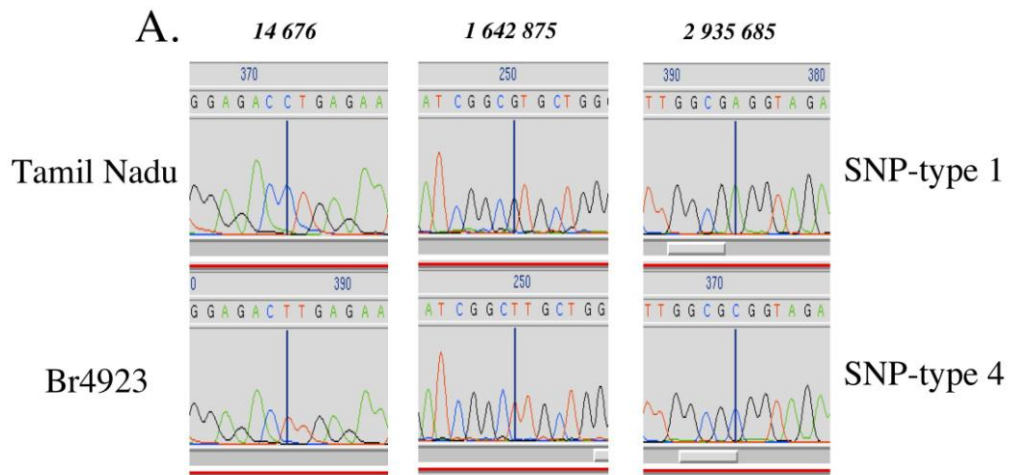 A. 14 676 1 642 875 2 935 685
370 250 390 380
G G A G A C C T G A G A A A T C G G C G T G C T G G T T G G C G A G G T A G A
Tamil Nadu SNP-type 1
0 390 250 370
G G A G A C T T G A G A A A T C G G C T T G C T G G T T G G C G C G G T A G A
Br4923 SNP-type 4